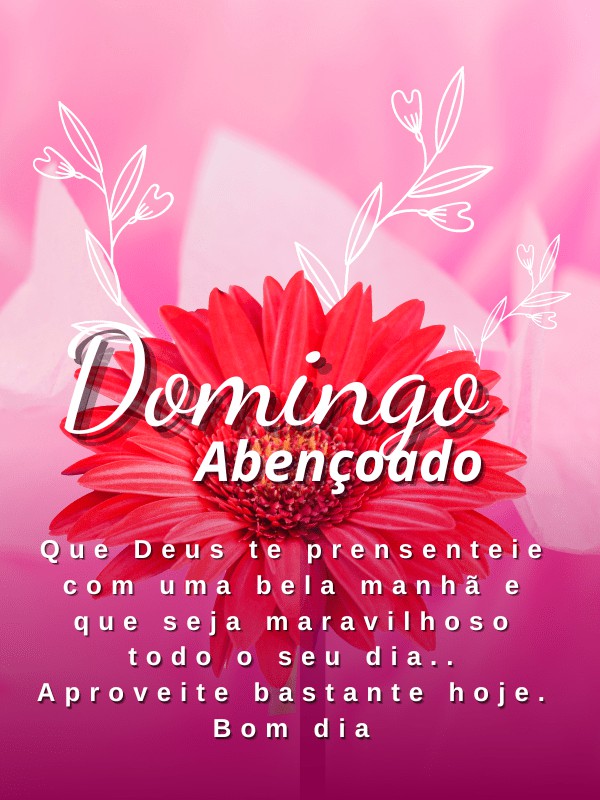 Domingo
Abençoado
Que Deus te prensenteie
com uma bela manhã e
que seja maravilhoso
todo o seu dia..
Aproveite bastante hoje.
Bom dia